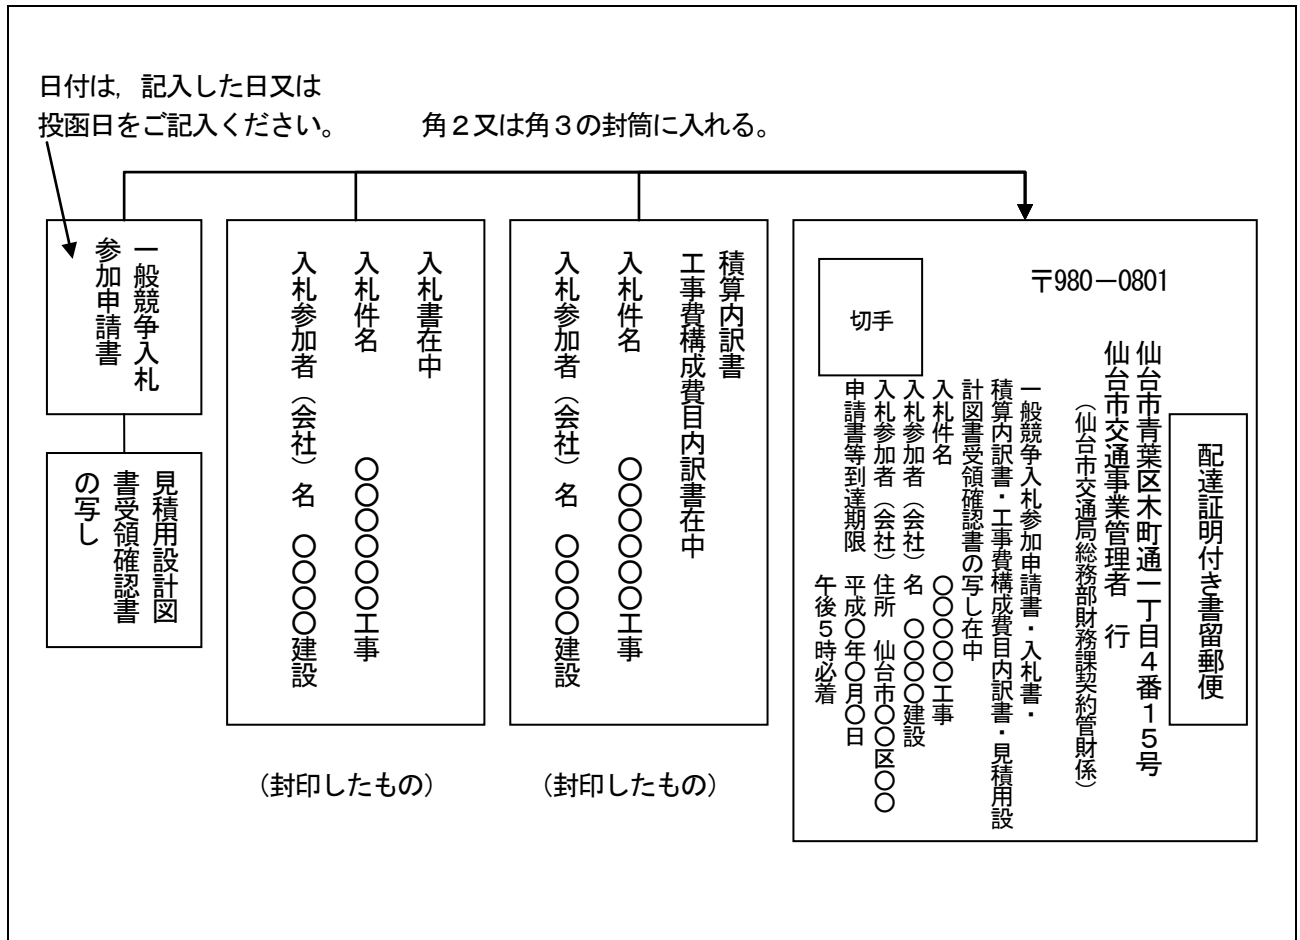 日付は，記入した日又は
投函日をご記入ください。
角２又は角３の封筒に入れる。
一般競争入札
参加申請書
見積用設計図
書受領確認書
の写し
入札書在中
入札件名　　　〇〇〇〇〇〇工事
入札参加者（会社）名　〇〇〇〇建設
（封印したもの）
積算内訳書
工事費構成費目内訳書在中
入札件名　　　〇〇〇〇〇〇工事
入札参加者（会社）名　〇〇〇〇建設
（封印したもの）
〒980－0801
切手
配達証明付き書留郵便
仙台市青葉区木町通一丁目４番１５号
仙台市交通事業管理者　行
（仙台市交通局総務部財務課契約管財係）
一般競争入札参加申請書・入札書・
積算内訳書・工事費構成費目内訳書・見積用設
計図書受領確認書の写し在中
入札件名　　　〇〇〇〇〇工事
入札参加者（会社）名　〇〇〇〇建設
入札参加者（会社）住所　仙台市〇〇区〇〇
申請書等到達期限　平成〇年〇月〇日
午後５時必着